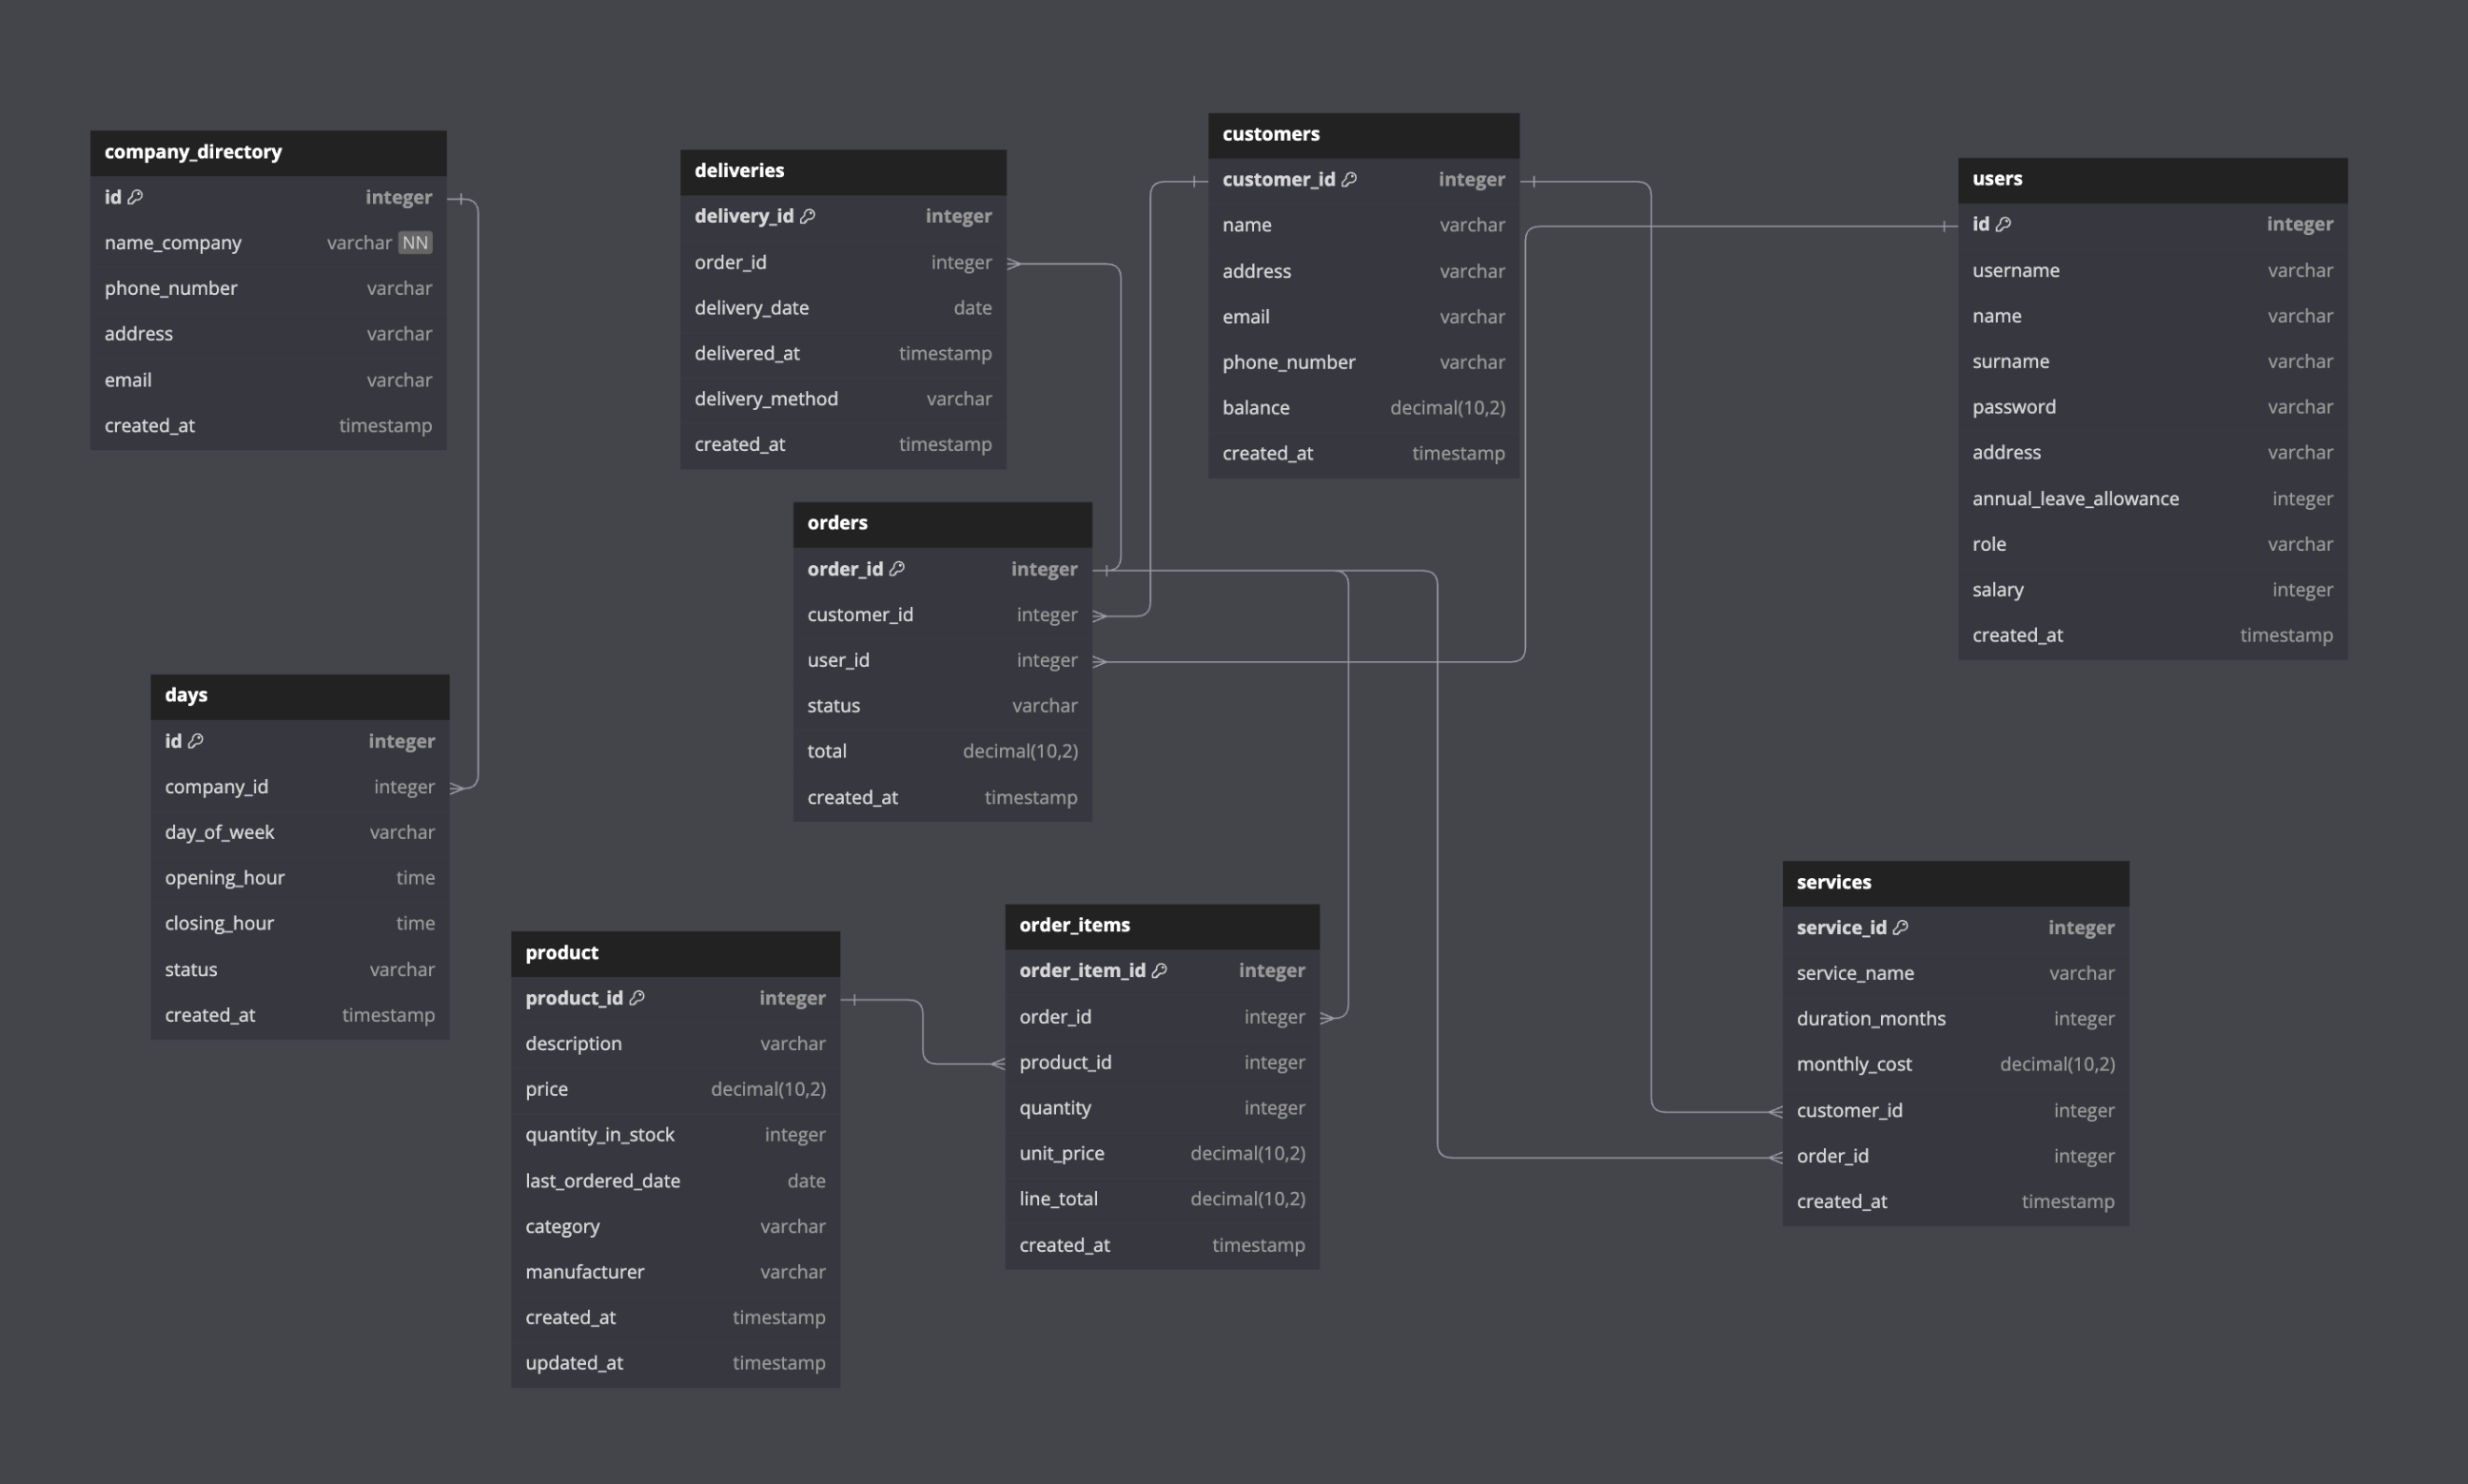 company_directory
id integer
name_company varchar NN
phone_number varchar
address varchar
email varchar
created_at timestamp
deliveries
delivery_id integer
order_id integer
delivery_date date
delivered_at timestamp
delivery_method varchar
created_at timestamp
customers
customer_id integer
name varchar
address varchar
email varchar
phone_number varchar
balance decimal(10,2)
created_at timestamp
users
id integer
username varchar
name varchar
surname varchar
password varchar
address varchar
annual_leave_allowance integer
role varchar
salary integer
created_at timestamp
orders
order_id integer
customer_id integer
user_id integer
status varchar
total decimal(10,2)
created_at timestamp
days
id integer
company_id integer
day_of_week varchar
opening_hour time
closing_hour time
status varchar
created_at timestamp
product
product_id integer
description varchar
price decimal(10,2)
quantity_in_stock integer
last_ordered_date date
category varchar
manufacturer varchar
created_at timestamp
updated_at timestamp
order_items
order_item_id integer
order_id integer
product_id integer
quantity integer
unit_price decimal(10,2)
line_total decimal(10,2)
created_at timestamp
services
service_id integer
service_name varchar
duration_months integer
monthly_cost decimal(10,2)
customer_id integer
order_id integer
created_at timestamp